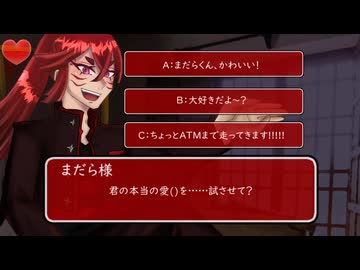 A:まだらくん、かわいい!
B:大好きだよ~?
C:ちょっとATMまで走ってきます!!!!!
まだら様
君の本当の愛()を……試させて?